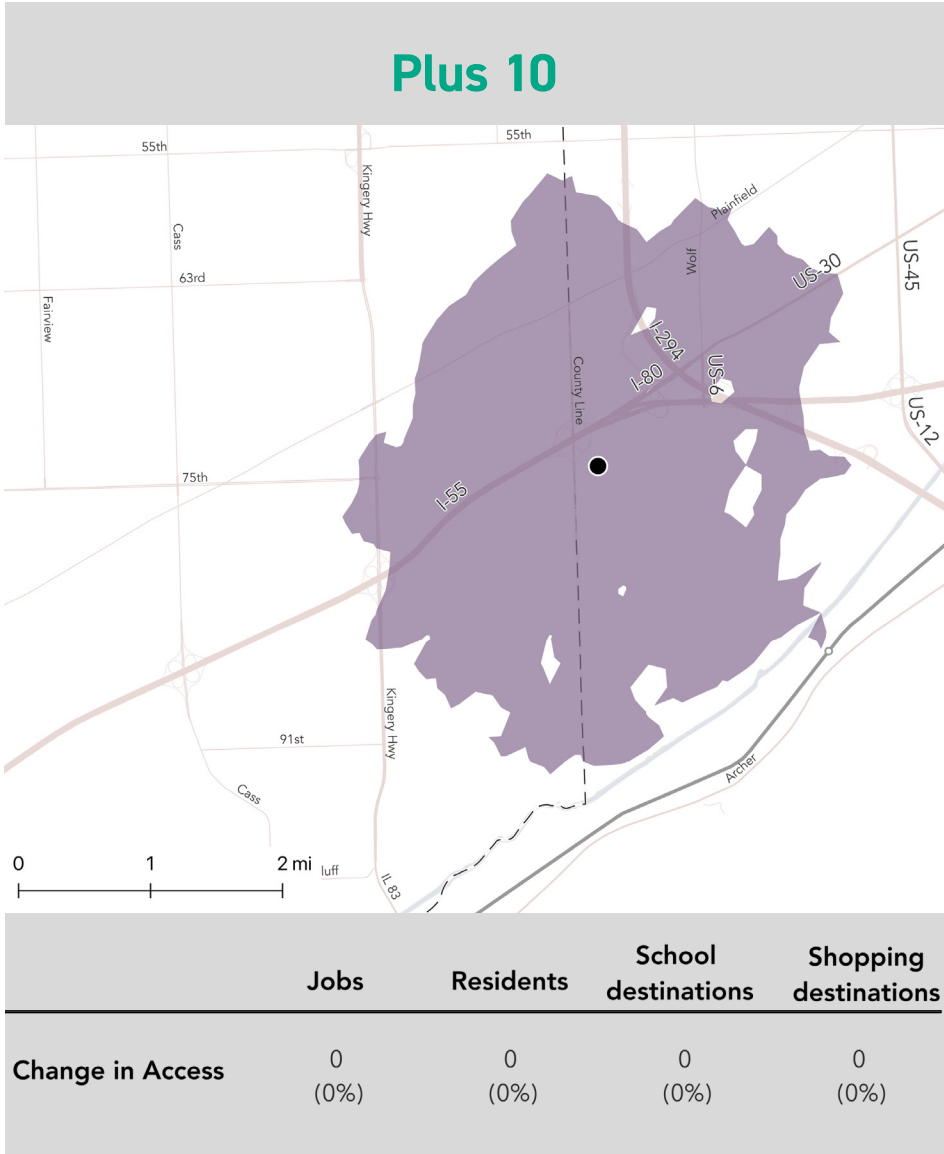 Plus 10
55th
55th
Kingery Hwy
Plainfield
Cass
Wolf
US-30
US-45
63rd
Fairview
I-294
County Line
I-80
US-6
US-12
75th
I-55
Kingery Hwy
91st
Archer
Cass
0 1 2 mi
luff
IL 83
Jobs Residents School destinations Shopping destinations
Change in Access 0 (0%) 0 (0%) 0 (0%) 0 (0%)